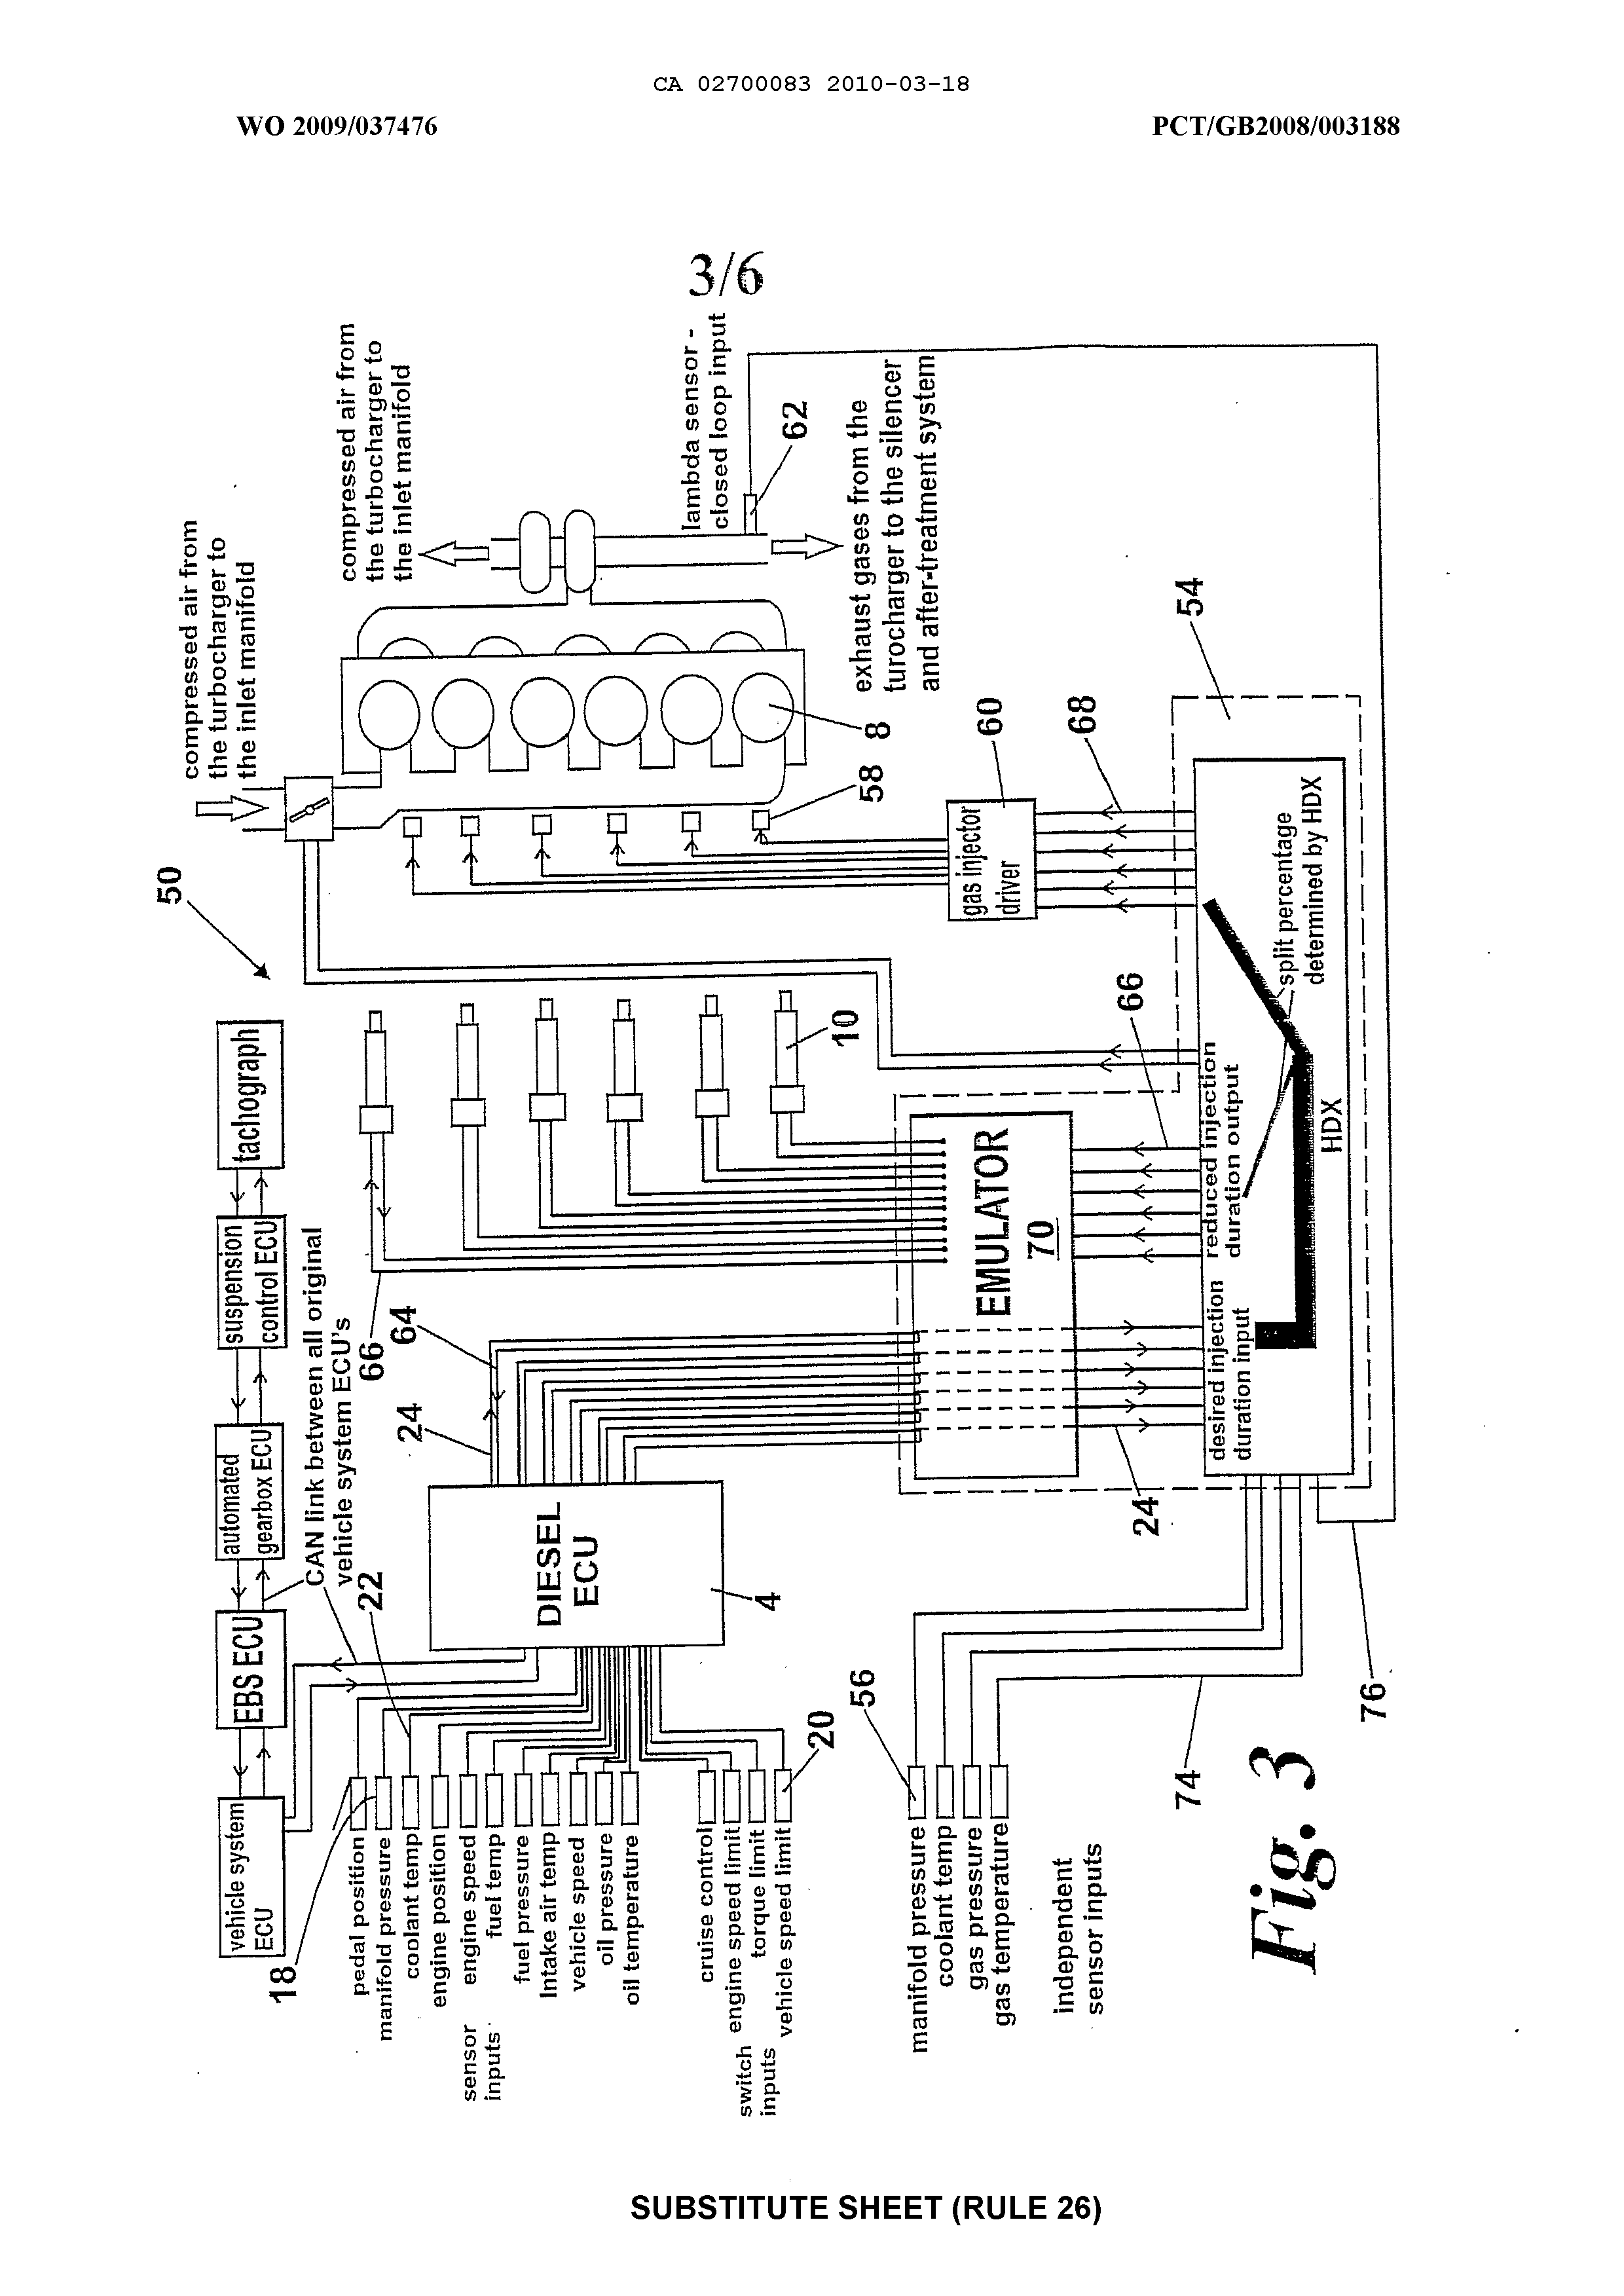 CA 02700083 2010-03-18
WO 2009/037476
PCT/GB2008/003188
3/6
compressed air from
the turbocharger to
the inlet manifold
compressed air from
the turbocharger to
the inlet manifold
lambda sensor -
closed loop input
62
exhaust gases from the
turocharger to the silencer
and after-treatment system
50
8
58
60
68
54
gas injector
driver
split percentage
determined by HDX
tachograph
suspension
control ECU
automated
gearbox ECU
EBS ECU
vehicle system
ECU
CAN link between all original
vehicle system ECU's
10
66
66
64
24
24
EMULATOR
70
reduced injection
duration output
desired injection
duration input
HDX
DIESEL
ECU
4
22
18
20
56
74
76
pedal position
manifold pressure
coolant temp
engine position
engine speed
fuel temp
fuel pressure
Intake air temp
vehicle speed
oil pressure
oil temperature
sensor
inputs
cruise control
engine speed limit
torque limit
vehicle speed limit
switch
inputs
manifold pressure
coolant temp
gas pressure
gas temperature
independent
sensor inputs
Fig. 3
SUBSTITUTE SHEET (RULE 26)